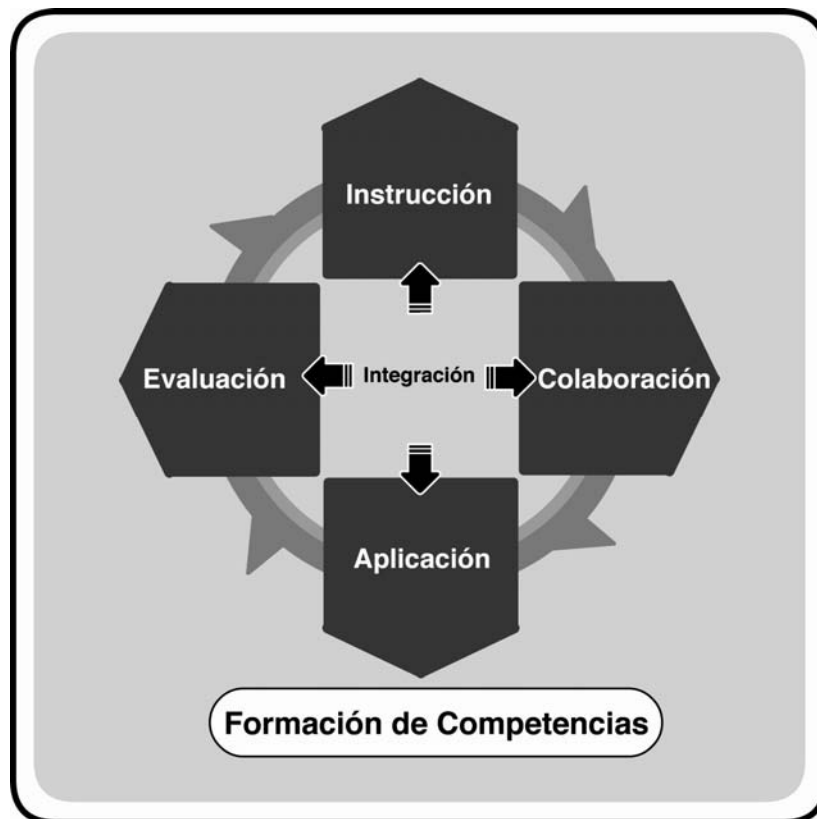 Instrucción
Evaluación
Integración
Colaboración
Aplicación
Formación de Competencias